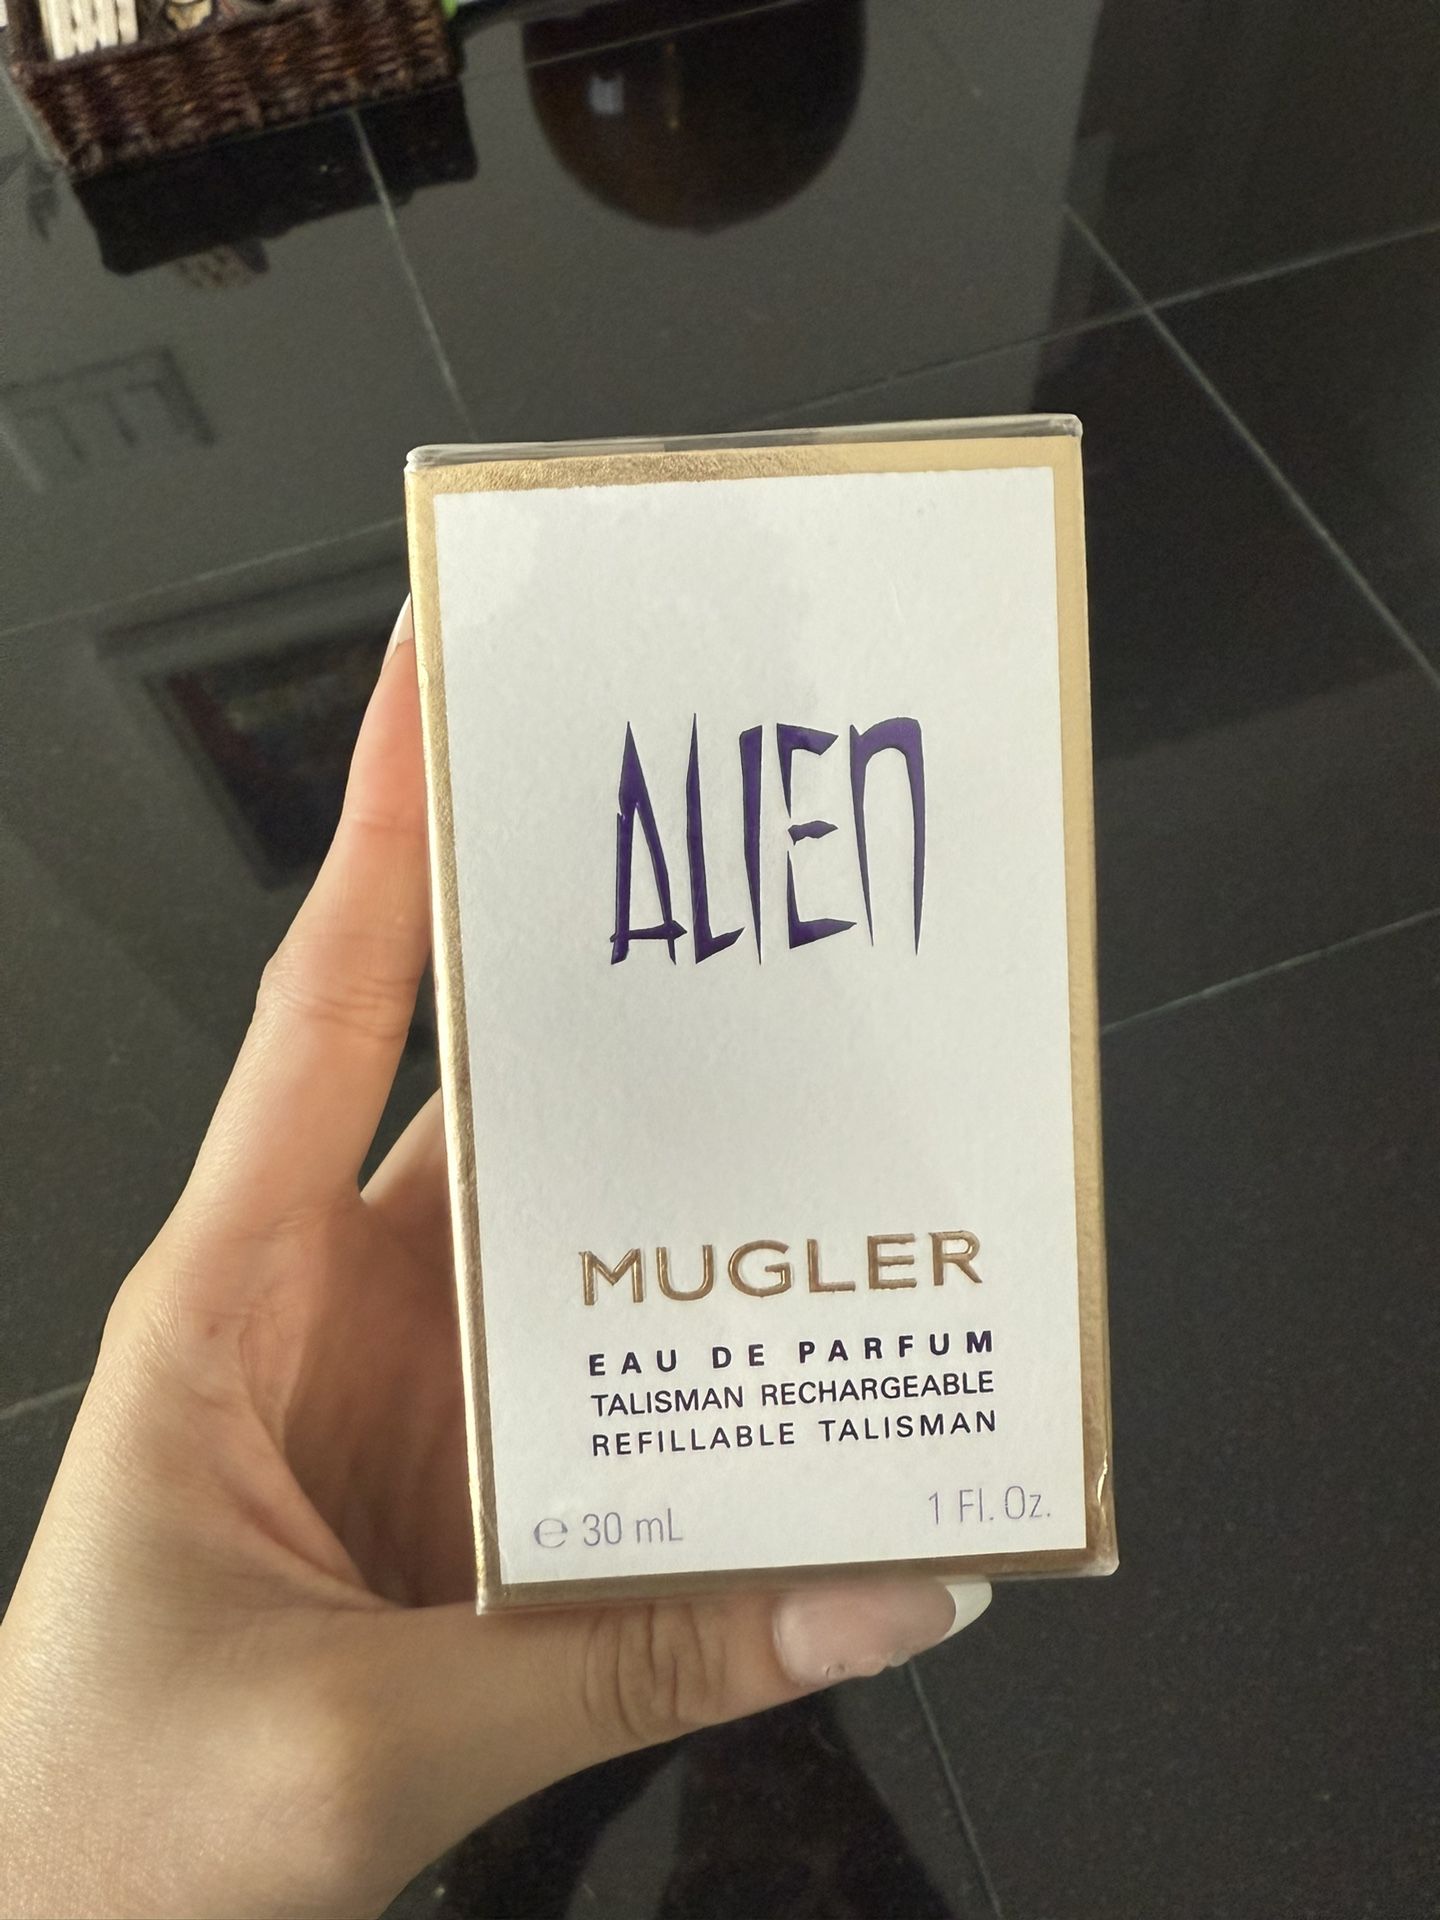 ALIEN
MUGLER
EAU DE PARFUM
TALISMAN RECHARGEABLE
REFILLABLE TALISMAN
℮ 30 mL 1 Fl. Oz.